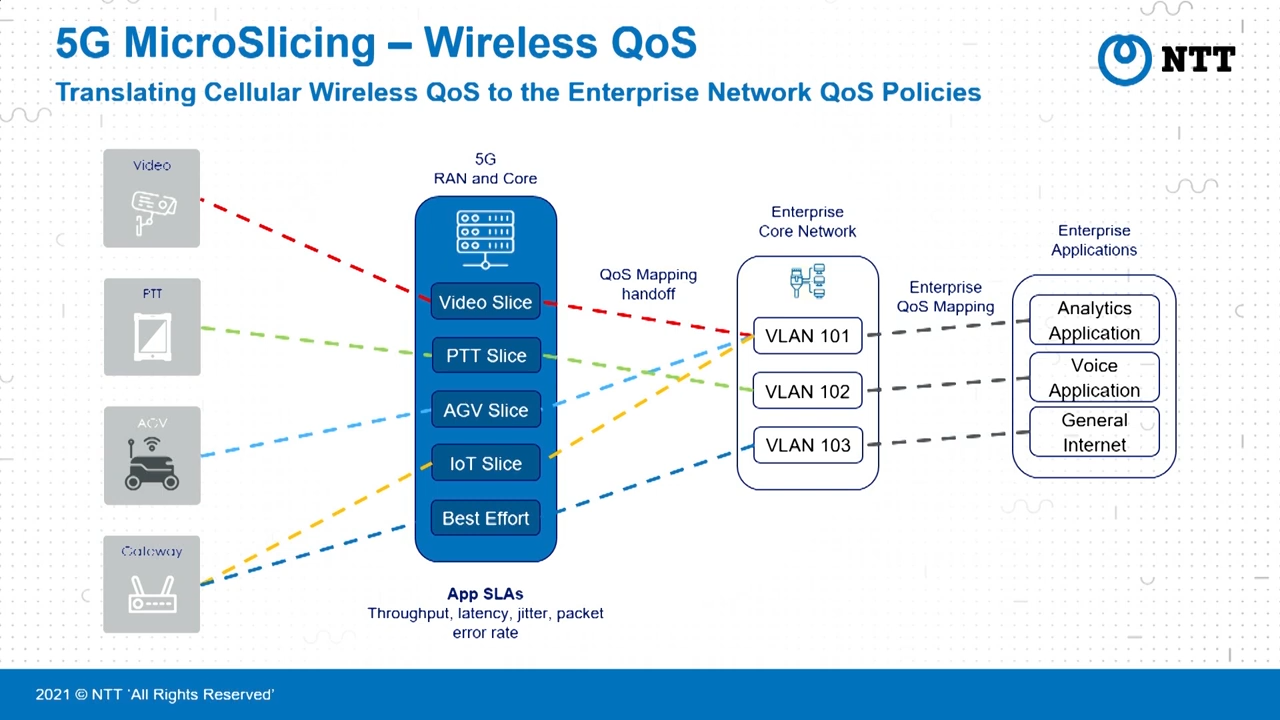 5G MicroSlicing – Wireless QoS
Translating Cellular Wireless QoS to the Enterprise Network QoS Policies
NTT
Video
PTT
AGV
Gateway
5G
RAN and Core
Video Slice
PTT Slice
AGV Slice
IoT Slice
Best Effort
App SLAs
Throughput, latency, jitter, packet
error rate
QoS Mapping
handoff
Enterprise
Core Network
VLAN 101
VLAN 102
VLAN 103
Enterprise
QoS Mapping
Enterprise
Applications
Analytics
Application
Voice
Application
General
Internet
2021 © NTT 'All Rights Reserved'